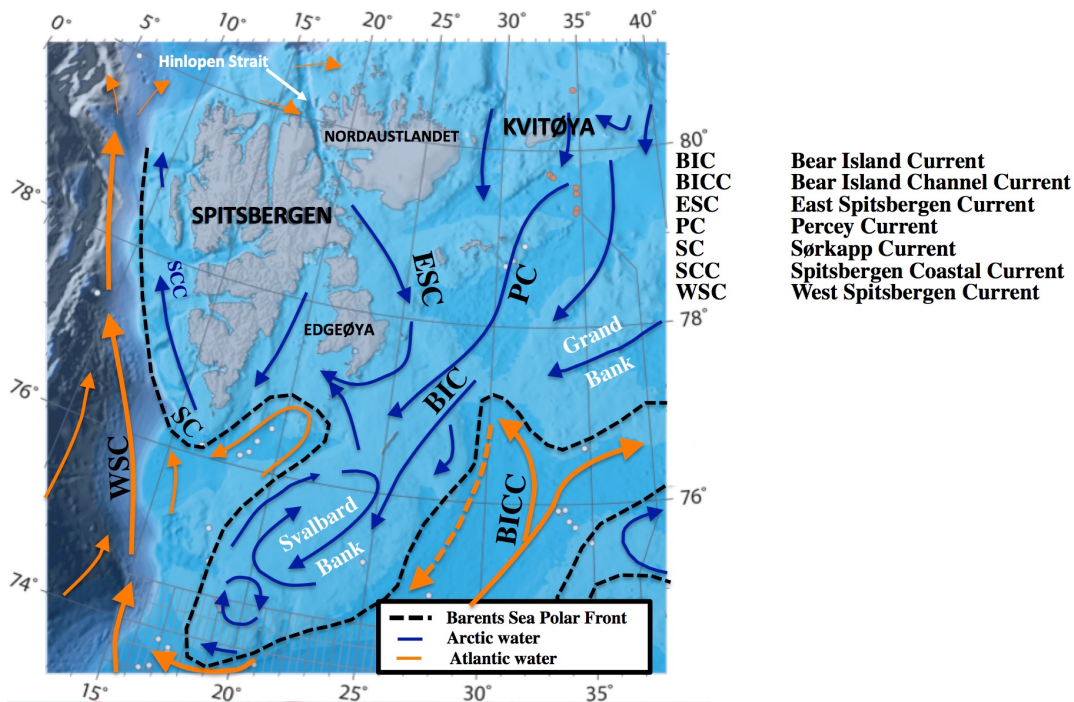 0° 5° 10° 15° 20° 25° 30° 35° 40°
Hinlopen Strait
NORDAUSTLANDET
KVITØYA
80°
78°
SPITSBERGEN
SCC
ESC
PC
EDGEØYA
Grand
Bank
78°
76°
SC
BIC
WSC
BICC
76°
Svalbard
Bank
74°
15° 20° 25° 30° 35°
BIC Bear Island Current
BICC Bear Island Channel Current
ESC East Spitsbergen Current
PC Percey Current
SC Sørkapp Current
SCC Spitsbergen Coastal Current
WSC West Spitsbergen Current
Barents Sea Polar Front
Arctic water
Atlantic water